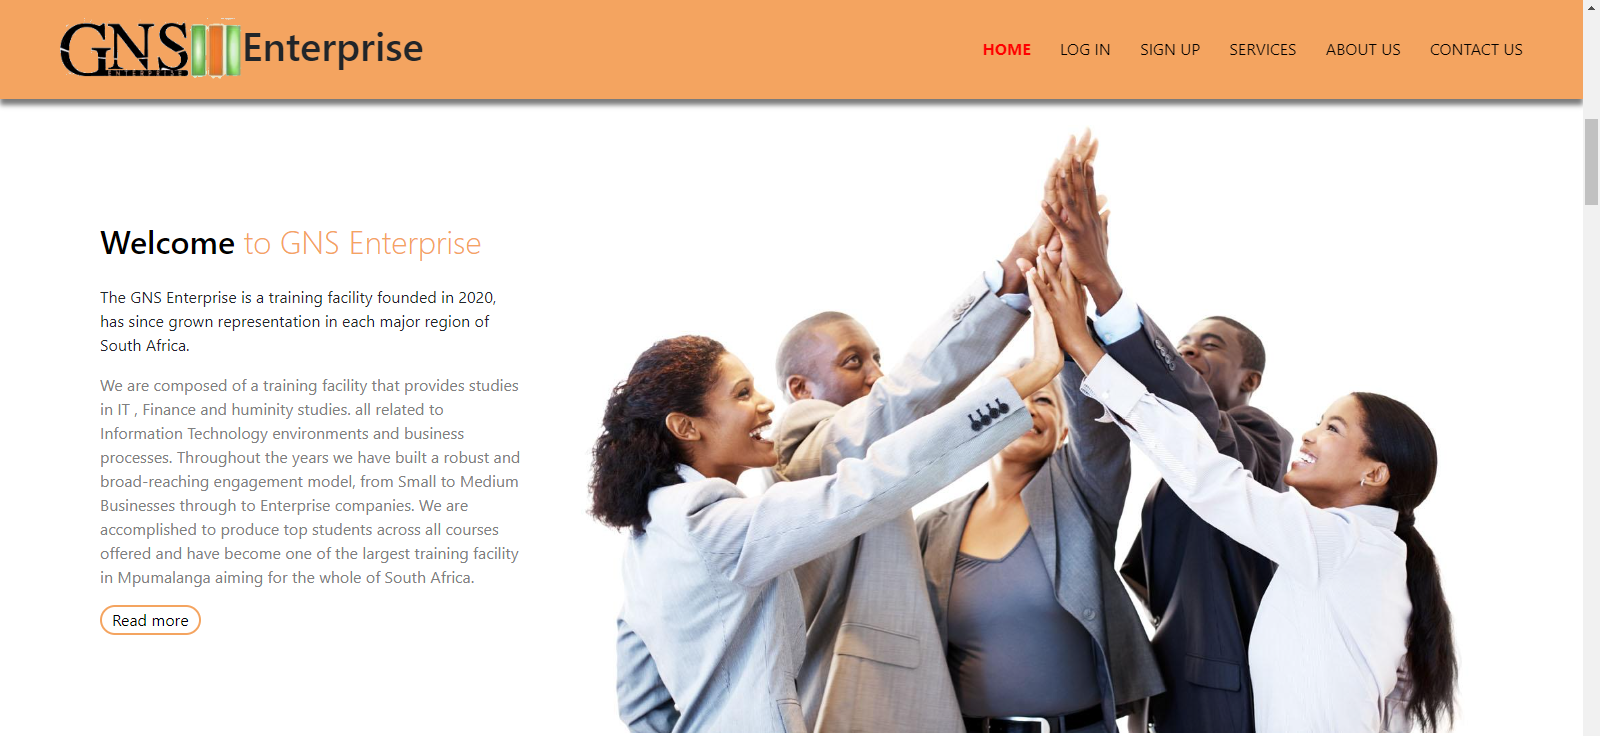 GNS Enterprise
ENTERPRISE
HOME LOG IN SIGN UP SERVICES ABOUT US CONTACT US
Welcome to GNS Enterprise
The GNS Enterprise is a training facility founded in 2020,
has since grown representation in each major region of
South Africa.
We are composed of a training facility that provides studies
in IT , Finance and huminity studies. all related to
Information Technology environments and business
processes. Throughout the years we have built a robust and
broad-reaching engagement model, from Small to Medium
Businesses through to Enterprise companies. We are
accomplished to produce top students across all courses
offered and have become one of the largest training facility
in Mpumalanga aiming for the whole of South Africa.
Read more